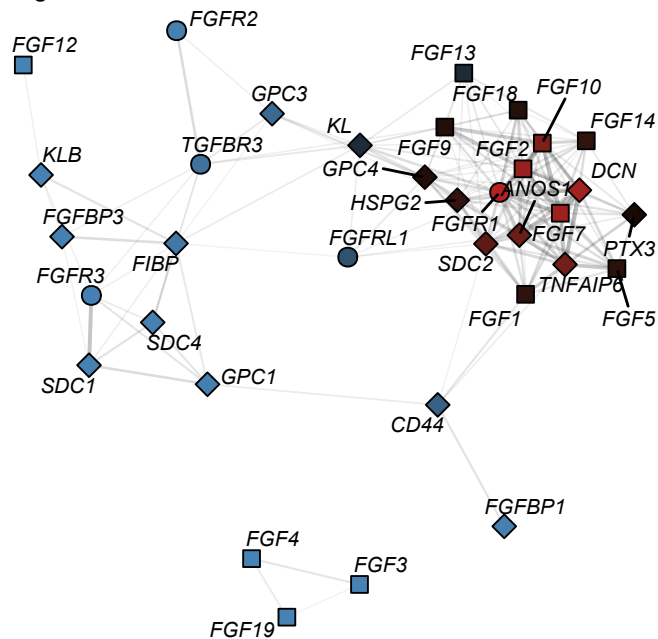 FGFR2
FGF12
FGF13
FGF18
FGF10
GPC3
KL
FGF9
FGF2
FGF14
TGFBR3
GPC4
DCN
KLB
HSPG2
ANOS1
FGFBP3
FGFR1
FGF7
PTX3
FIBP
FGFRL1
SDC2
FGFR3
TNFAIP6
FGF1
FGF5
SDC4
SDC1
GPC1
CD44
FGFBP1
FGF4
FGF3
FGF19